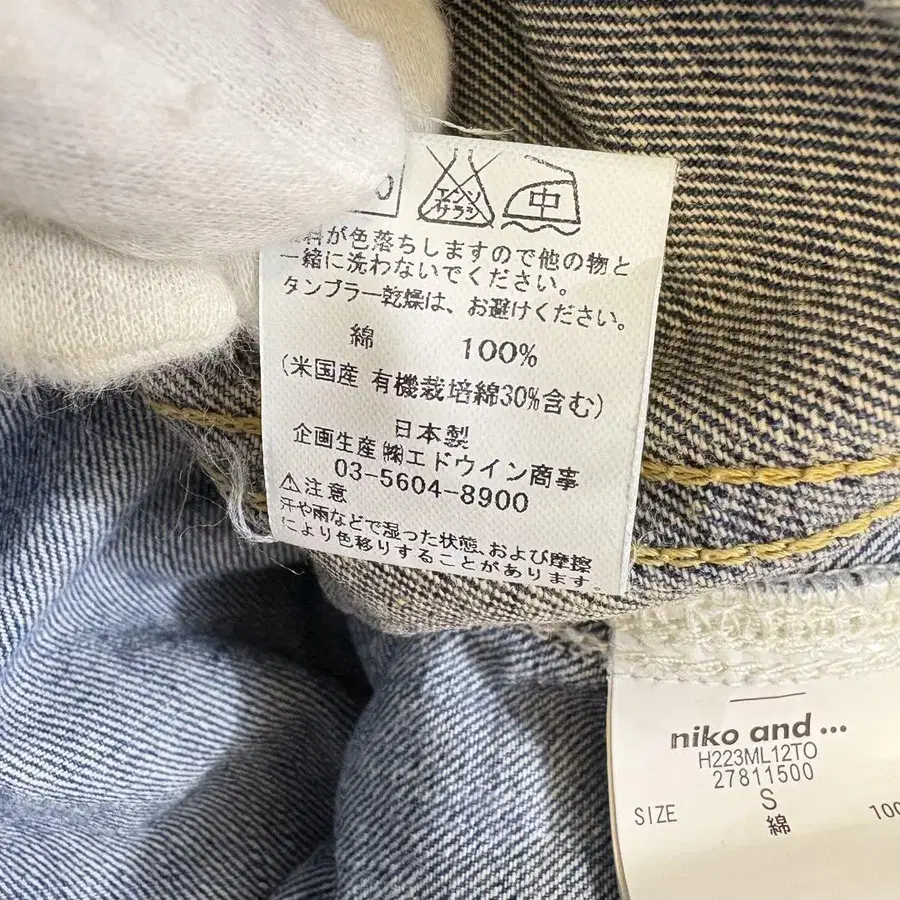 エンソ
サラシ
中
料が色落ちしますので他の物と
一緒に洗わないでください。
タンブラー乾燥は、お避けください。
綿 100%
(米国産 有機栽培綿30%含む)
日本製
企画生産㈱エドウイン商事
03-5604-8900
⚠注意
汗や雨などで湿った状態、および摩擦
により色移りすることがあります。
niko and ...
H223ML12TO
27811500
SIZE S
綿 100